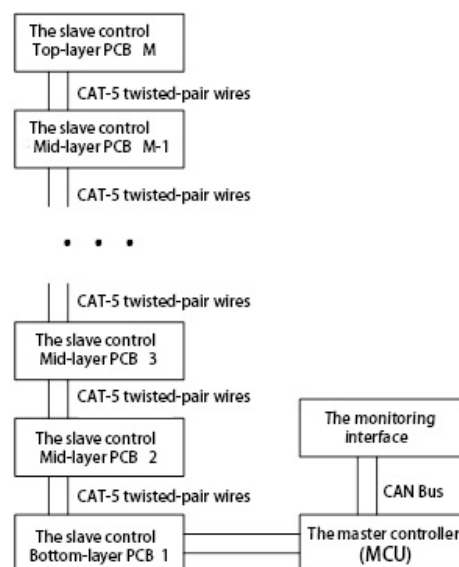 The slave control
Top-layer PCB M
CAT-5 twisted-pair wires
The slave control
Mid-layer PCB M-1
CAT-5 twisted-pair wires
• • •
CAT-5 twisted-pair wires
The slave control
Mid-layer PCB 3
CAT-5 twisted-pair wires
The slave control
Mid-layer PCB 2
CAT-5 twisted-pair wires
The slave control
Bottom-layer PCB 1
The monitoring
interface
CAN Bus
The master controller
(MCU)